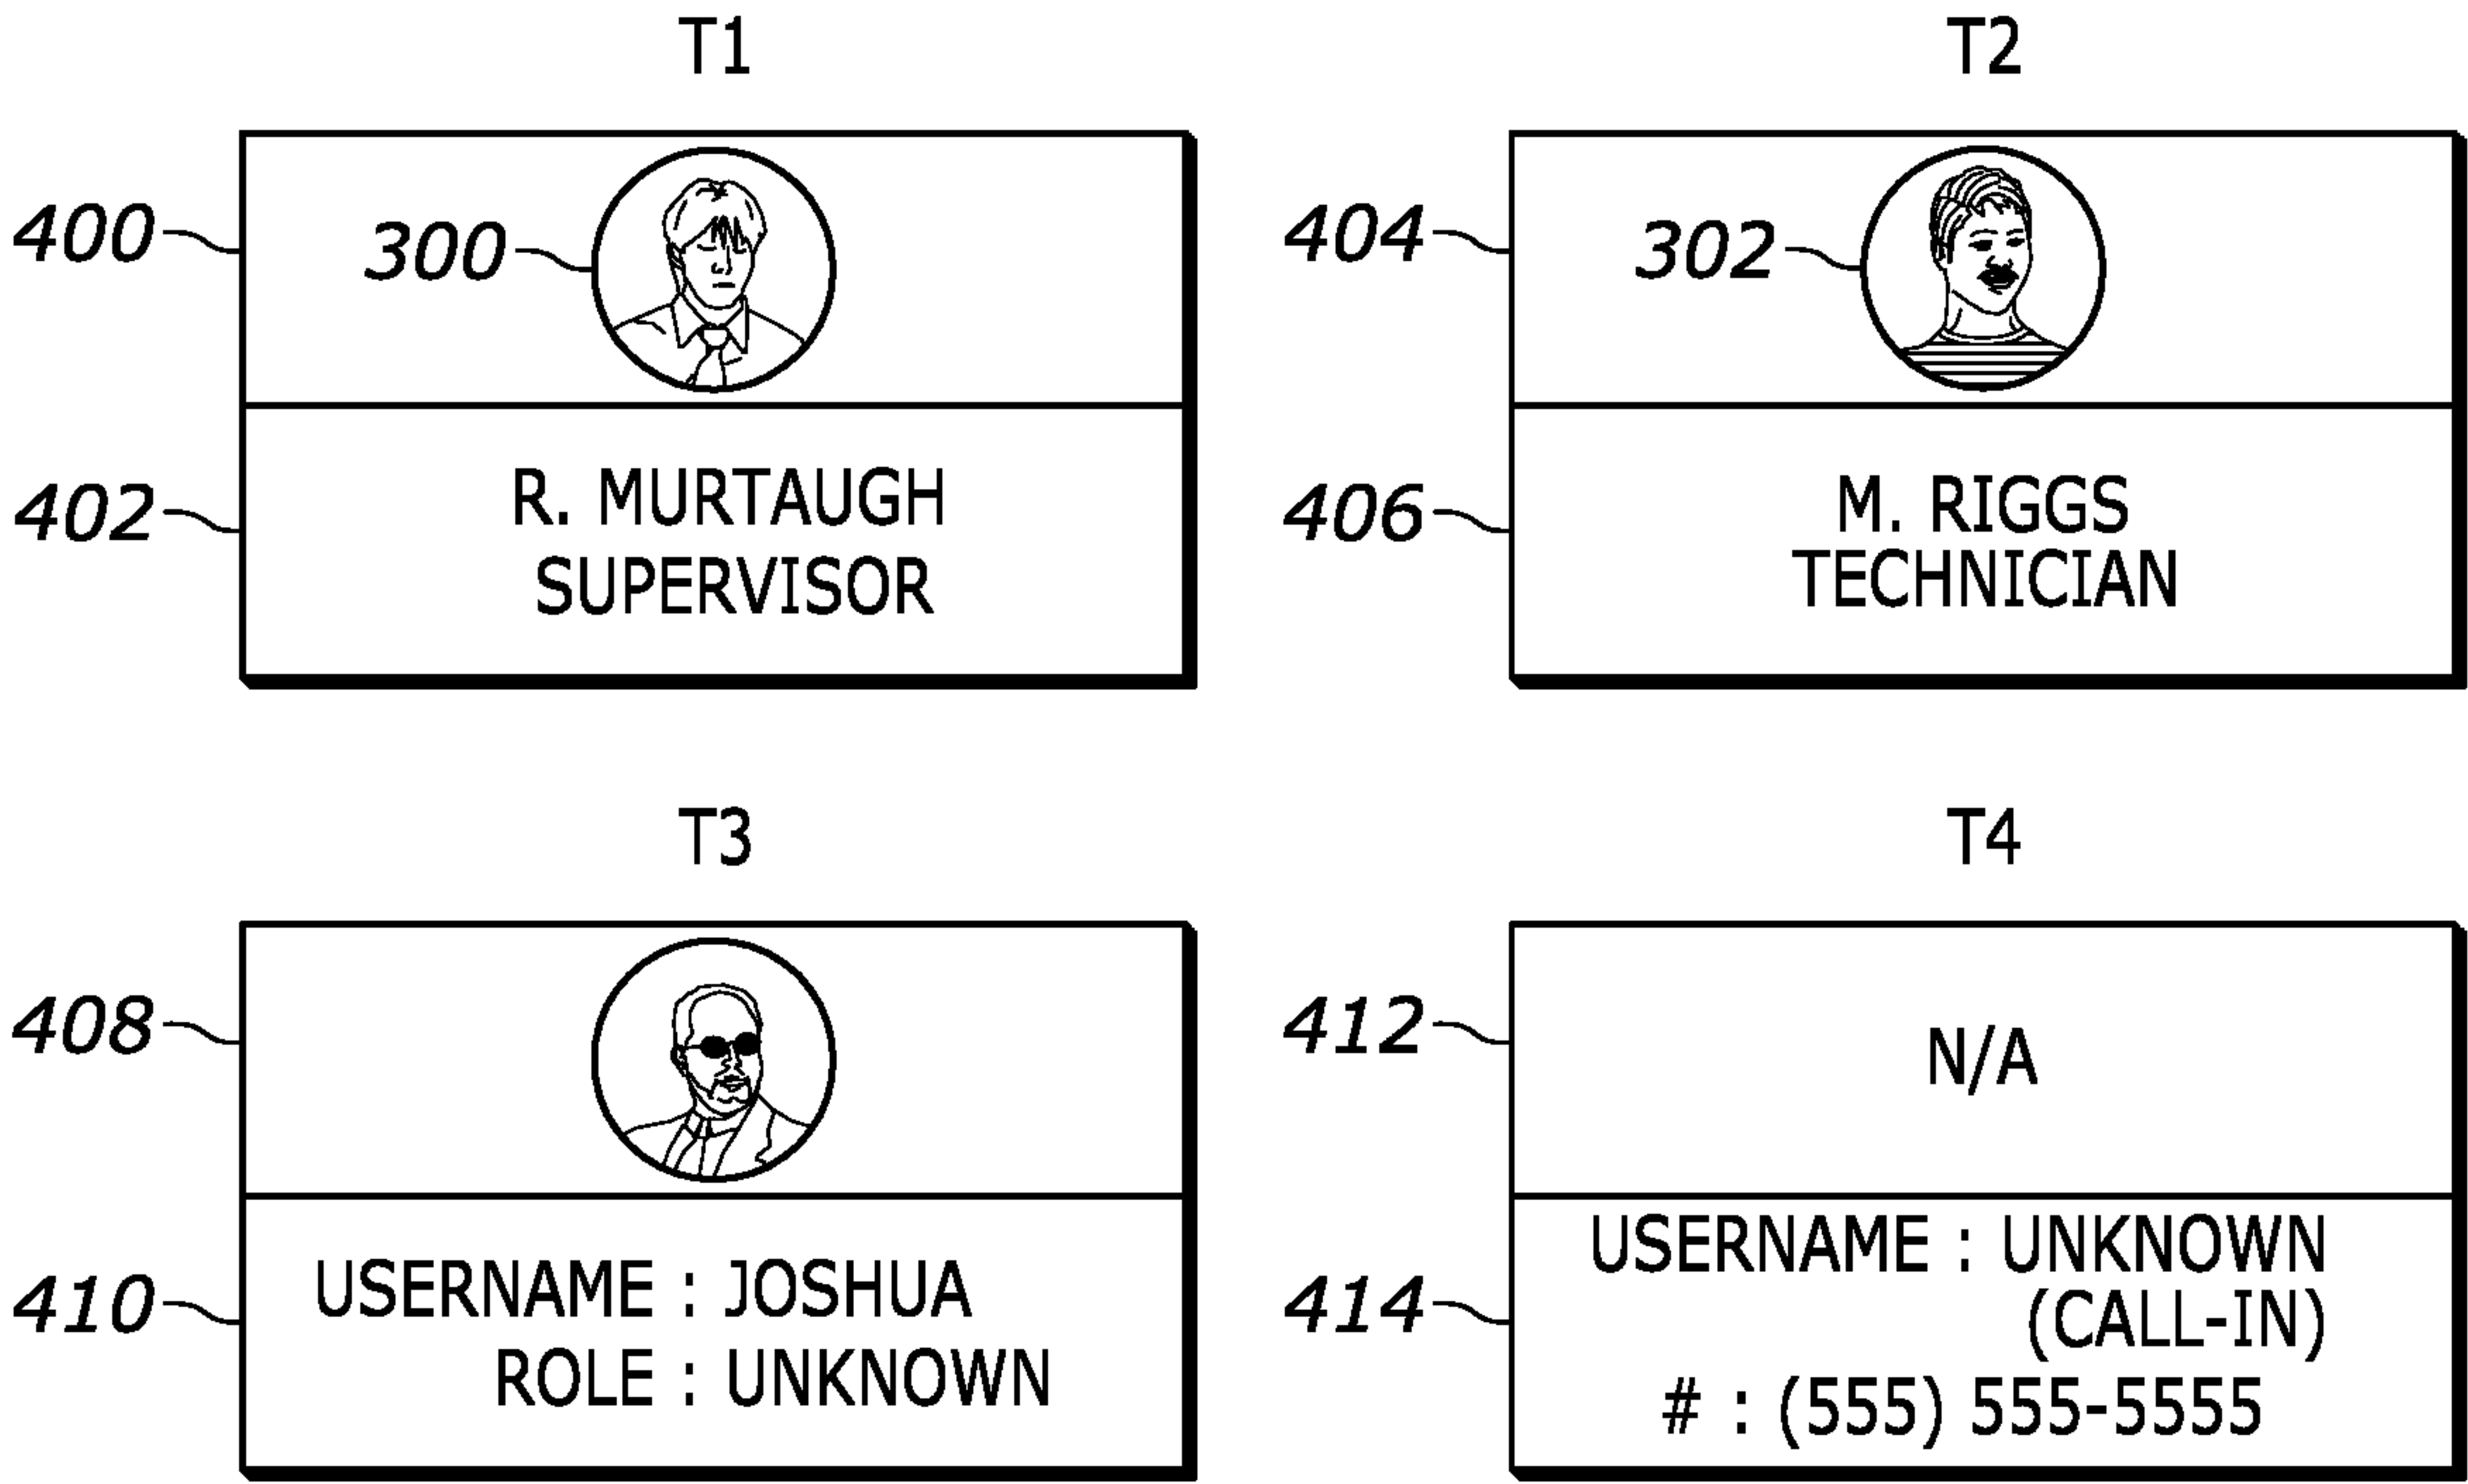 T1
T2
400
300
404
302
402
R. MURTAUGH
SUPERVISOR
406
M. RIGGS
TECHNICIAN
T3
T4
408
412
N/A
410
USERNAME : JOSHUA
ROLE : UNKNOWN
414
USERNAME : UNKNOWN
(CALL-IN)
# : (555) 555-5555